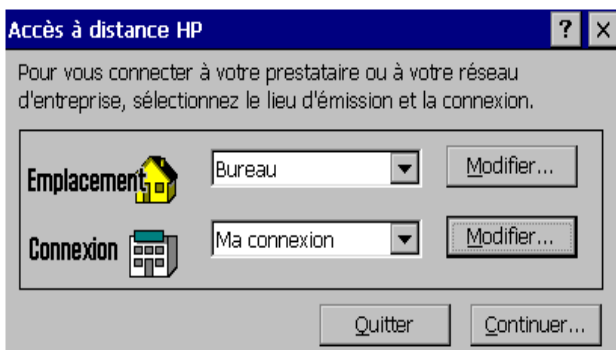 Accès à distance HP
Pour vous connecter à votre prestataire ou à votre réseau
d'entreprise, sélectionnez le lieu d'émission et la connexion.
Emplacement Bureau Modifier...
Connexion Ma connexion Modifier...
Quitter Continuer...